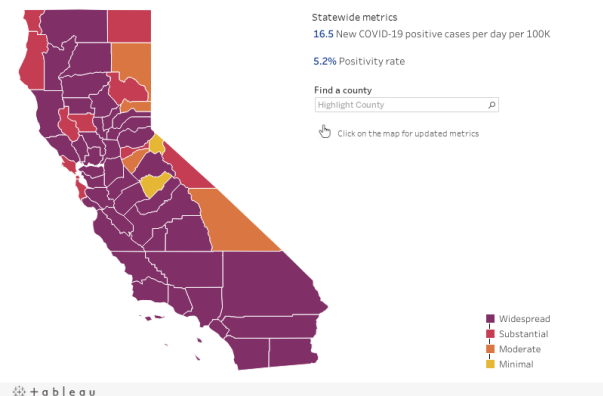 Statewide metrics
16.5 New COVID-19 positive cases per day per 100K
5.2% Positivity rate
Find a county
Highlight County
Click on the map for updated metrics
Widespread
Substantial
Moderate
Minimal
+ a b l e a u